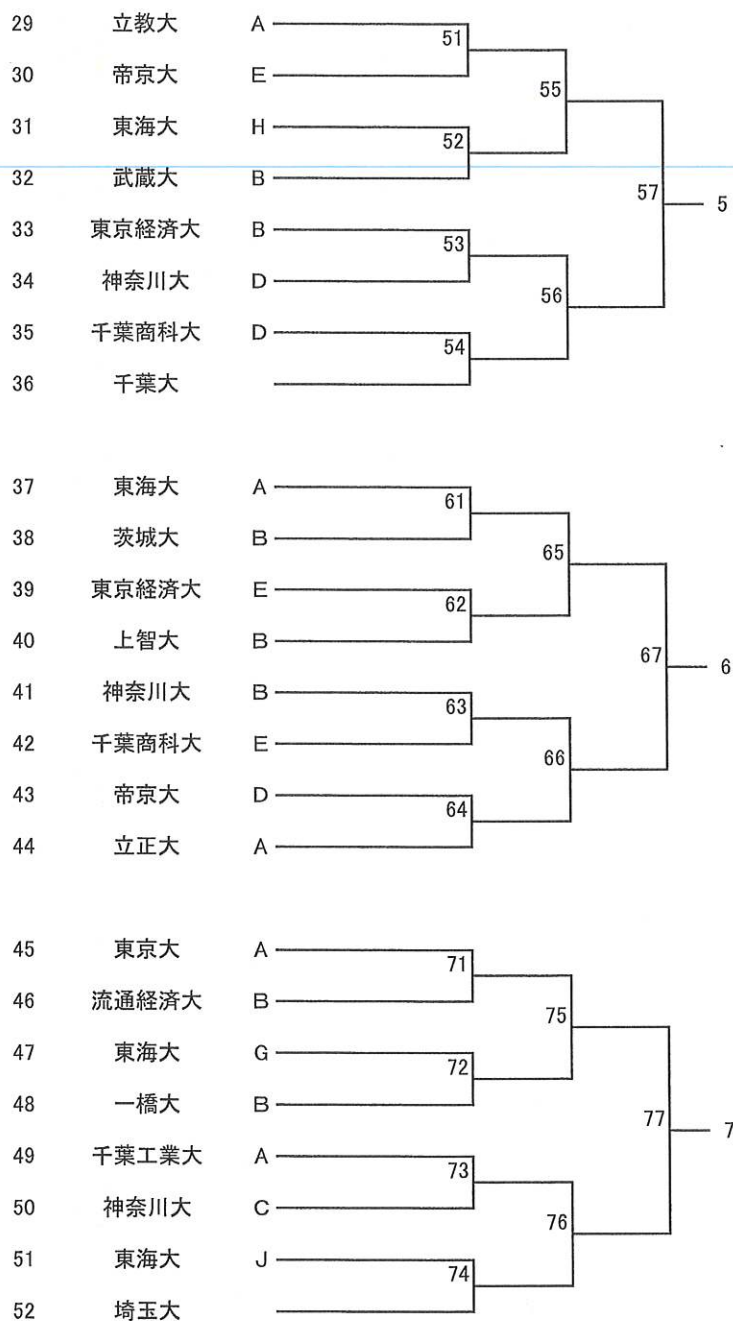 29 立教大 A
51
30 帝京大 E
55
31 東海大 H
52
32 武蔵大 B
57 5
33 東京経済大 B
53
34 神奈川大 D
56
35 千葉商科大 D
54
36 千葉大
37 東海大 A
61
38 茨城大 B
65
39 東京経済大 E
62
40 上智大 B
67 6
41 神奈川大 B
63
42 千葉商科大 E
66
43 帝京大 D
64
44 立正大 A
45 東京大 A
71
46 流通経済大 B
75
47 東海大 G
72
48 一橋大 B
77 7
49 千葉工業大 A
73
50 神奈川大 C
76
51 東海大 J
74
52 埼玉大